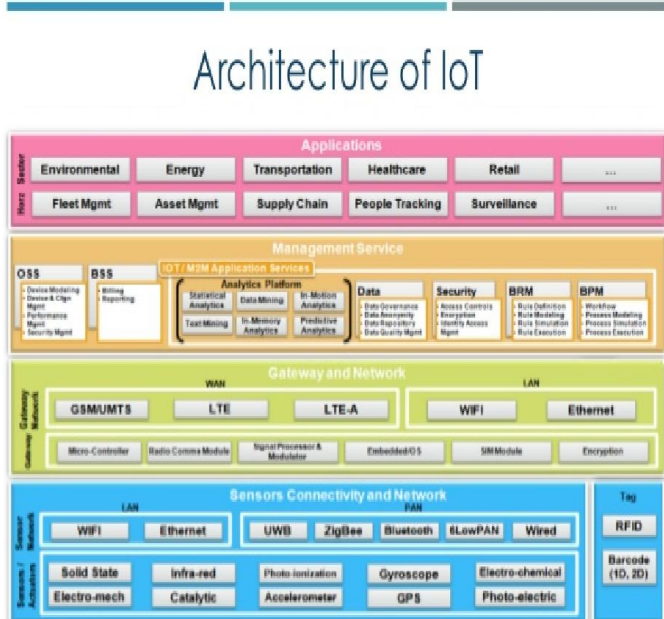 Architecture of IoT
Applications
Sector
Environmental Energy Transportation Healthcare Retail ...
Horz
Fleet Mgmt Asset Mgmt Supply Chain People Tracking Surveillance ...
Management Service
IOT / M2M Application Services
OSS
Device Modeling
Device & Cfgn
Mgmt
Performance
Mgmt
Security Mgmt
BSS
Billing
Reporting
Analytics Platform
Statistical
Analytics
Data Mining
In-Motion
Analytics
Text Mining
In-Memory
Analytics
Predictive
Analytics
Data
Data Governance
Data Anonymity
Data Repository
Data Quality Mgmt
Security
Access Controls
Encryption
Identity Access
Mgmt
BRM
Rule Definition
Rule Modeling
Rule Simulation
Rule Execution
BPM
Workflow
Process Modeling
Process Simulation
Process Execution
Gateway and Network
Gateway
Network
WAN
GSM/UMTS LTE LTE-A
LAN
WIFI Ethernet
Gateway
Micro-Controller
Radio Comms Module
Signal Processor &
Modulator
Embedded/OS
SIM Module
Encryption
Sensors Connectivity and Network
Sensor
Network
LAN
WIFI Ethernet
PAN
UWB ZigBee Bluetooth 6LowPAN Wired
Sensors /
Actuators
Solid State Infra-red Photo-ionization Gyroscope Electro-chemical
Electro-mech Catalytic Accelerometer GPS Photo-electric
Tag
RFID
Barcode
(1D, 2D)